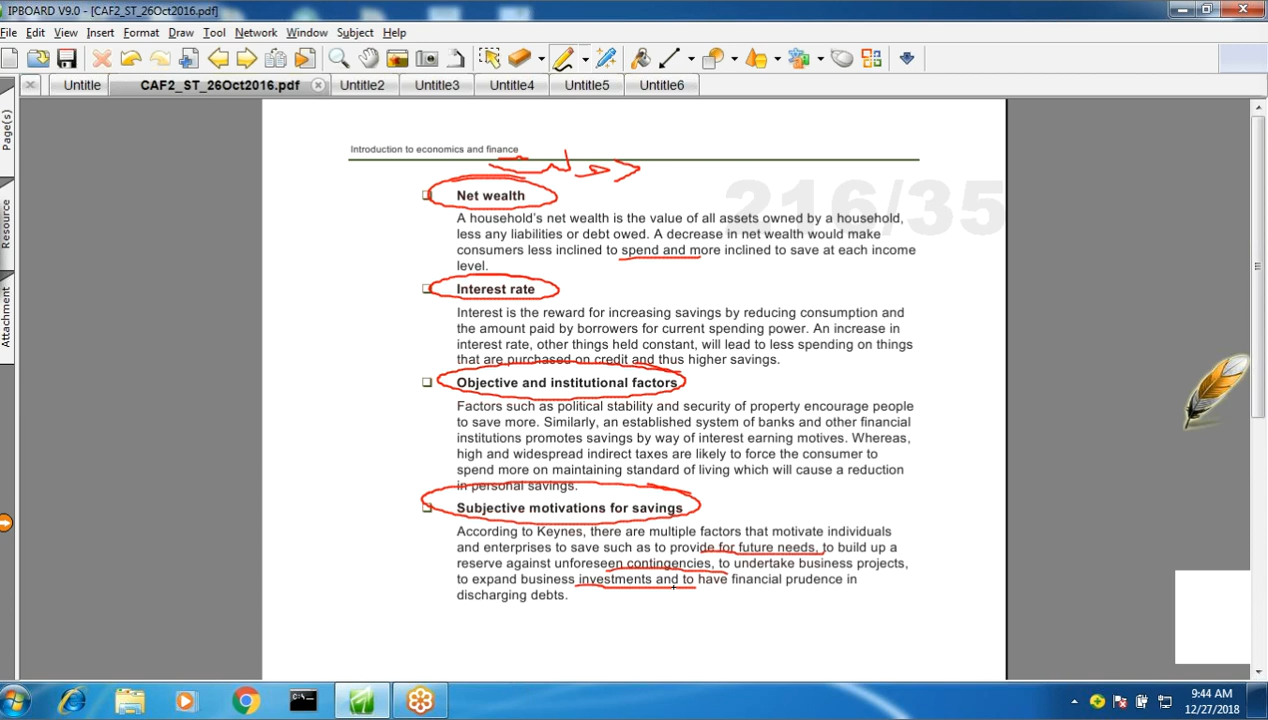 IPBOARD V9.0 - [CAF2_ST_26Oct2016.pdf]
File Edit View Insert Format Draw Tool Network Window Subject Help
Untitle CAF2_ST_26Oct2016.pdf Untitle2 Untitle3 Untitle4 Untitle5 Untitle6
Page(s)
Resource
Attachment
Introduction to economics and finance
216/35
Net wealth
A household's net wealth is the value of all assets owned by a household,
less any liabilities or debt owed. A decrease in net wealth would make
consumers less inclined to spend and more inclined to save at each income
level.
Interest rate
Interest is the reward for increasing savings by reducing consumption and
the amount paid by borrowers for current spending power. An increase in
interest rate, other things held constant, will lead to less spending on things
that are purchased on credit and thus higher savings.
Objective and institutional factors
Factors such as political stability and security of property encourage people
to save more. Similarly, an established system of banks and other financial
institutions promotes savings by way of interest earning motives. Whereas,
high and widespread indirect taxes are likely to force the consumer to
spend more on maintaining standard of living which will cause a reduction
in personal savings.
Subjective motivations for savings
According to Keynes, there are multiple factors that motivate individuals
and enterprises to save such as to provide for future needs, to build up a
reserve against unforeseen contingencies, to undertake business projects,
to expand business investments and to have financial prudence in
discharging debts.
9:44 AM
12/27/2018